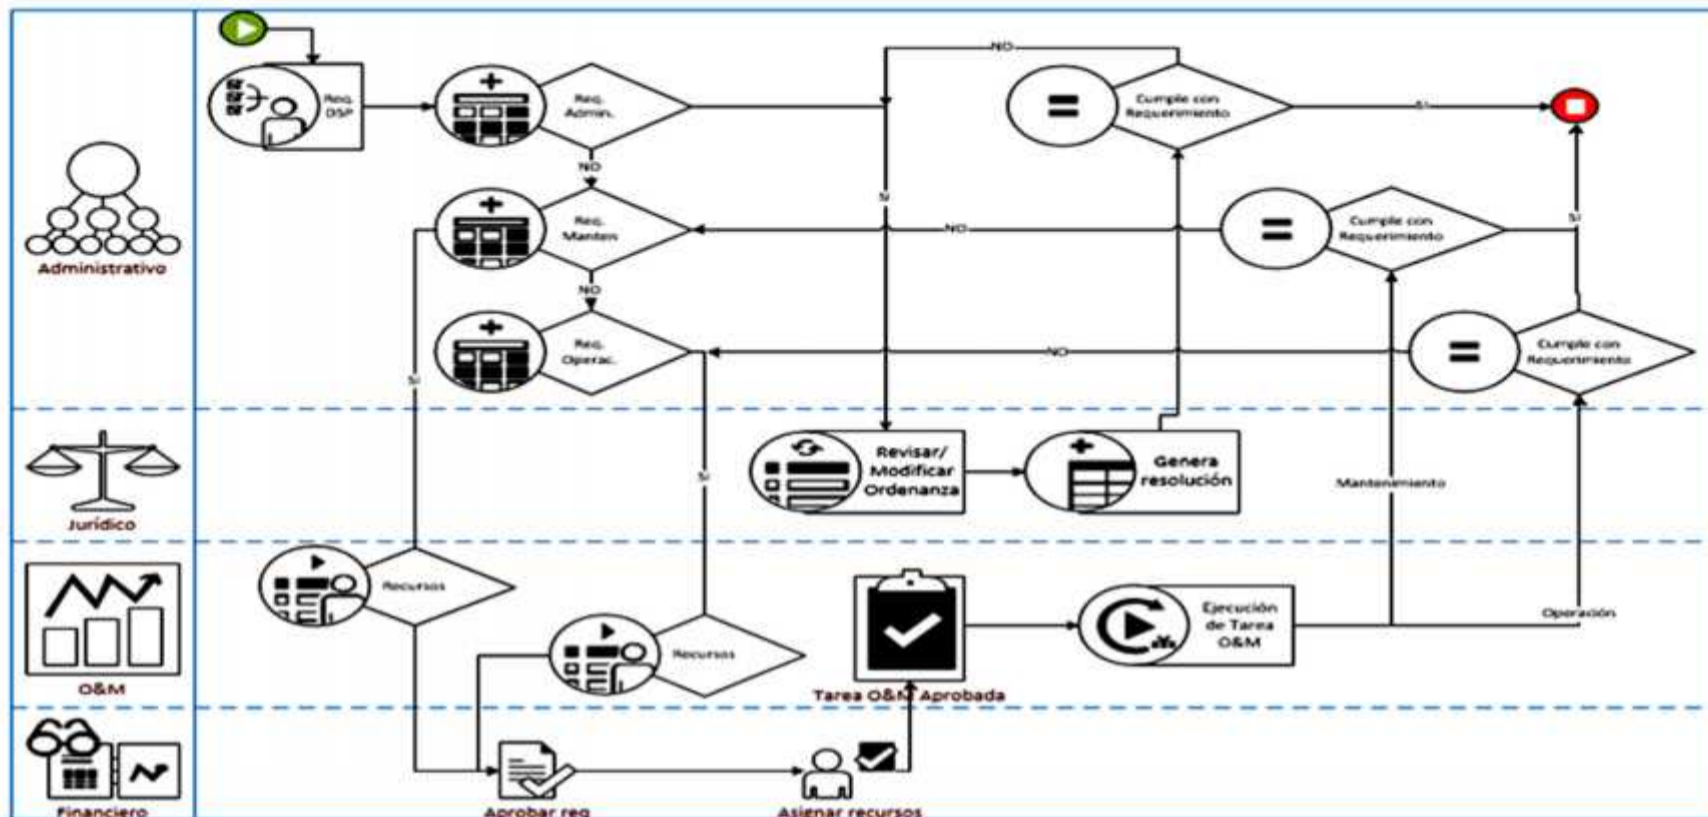 NO
Req.
DSP
Req.
Admin.
Cumple con
Requerimiento
SI
NO
SI
Req.
Manten
NO
Cumple con
Requerimiento
SI
Administrativo
NO
Req.
Operac.
NO
Cumple con
Requerimiento
SI
Revisar/
Modificar
Ordenanza
Genera
resolución
SI
Mantenimiento
Jurídico
Recursos
Ejecución
de Tarea
O&M
Operación
Recursos
O&M
Tarea O&M Aprobada
Financiero
Aprobar req
Asignar recursos